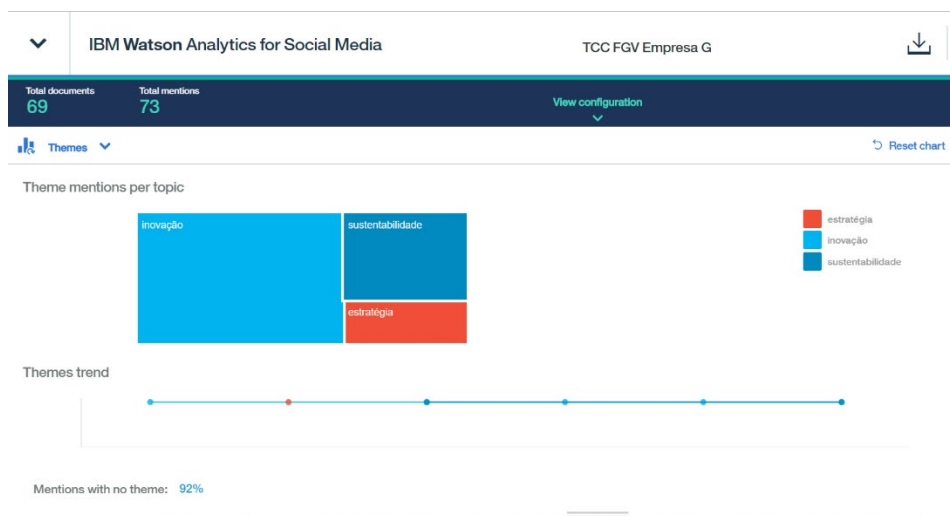 IBM Watson Analytics for Social Media
TCC FGV Empresa G
Total documents
69
Total mentions
73
View configuration
Themes
Reset chart
Theme mentions per topic
inovação
sustentabilidade
estratégia
estratégia
inovação
sustentabilidade
Themes trend
Mentions with no theme: 92%